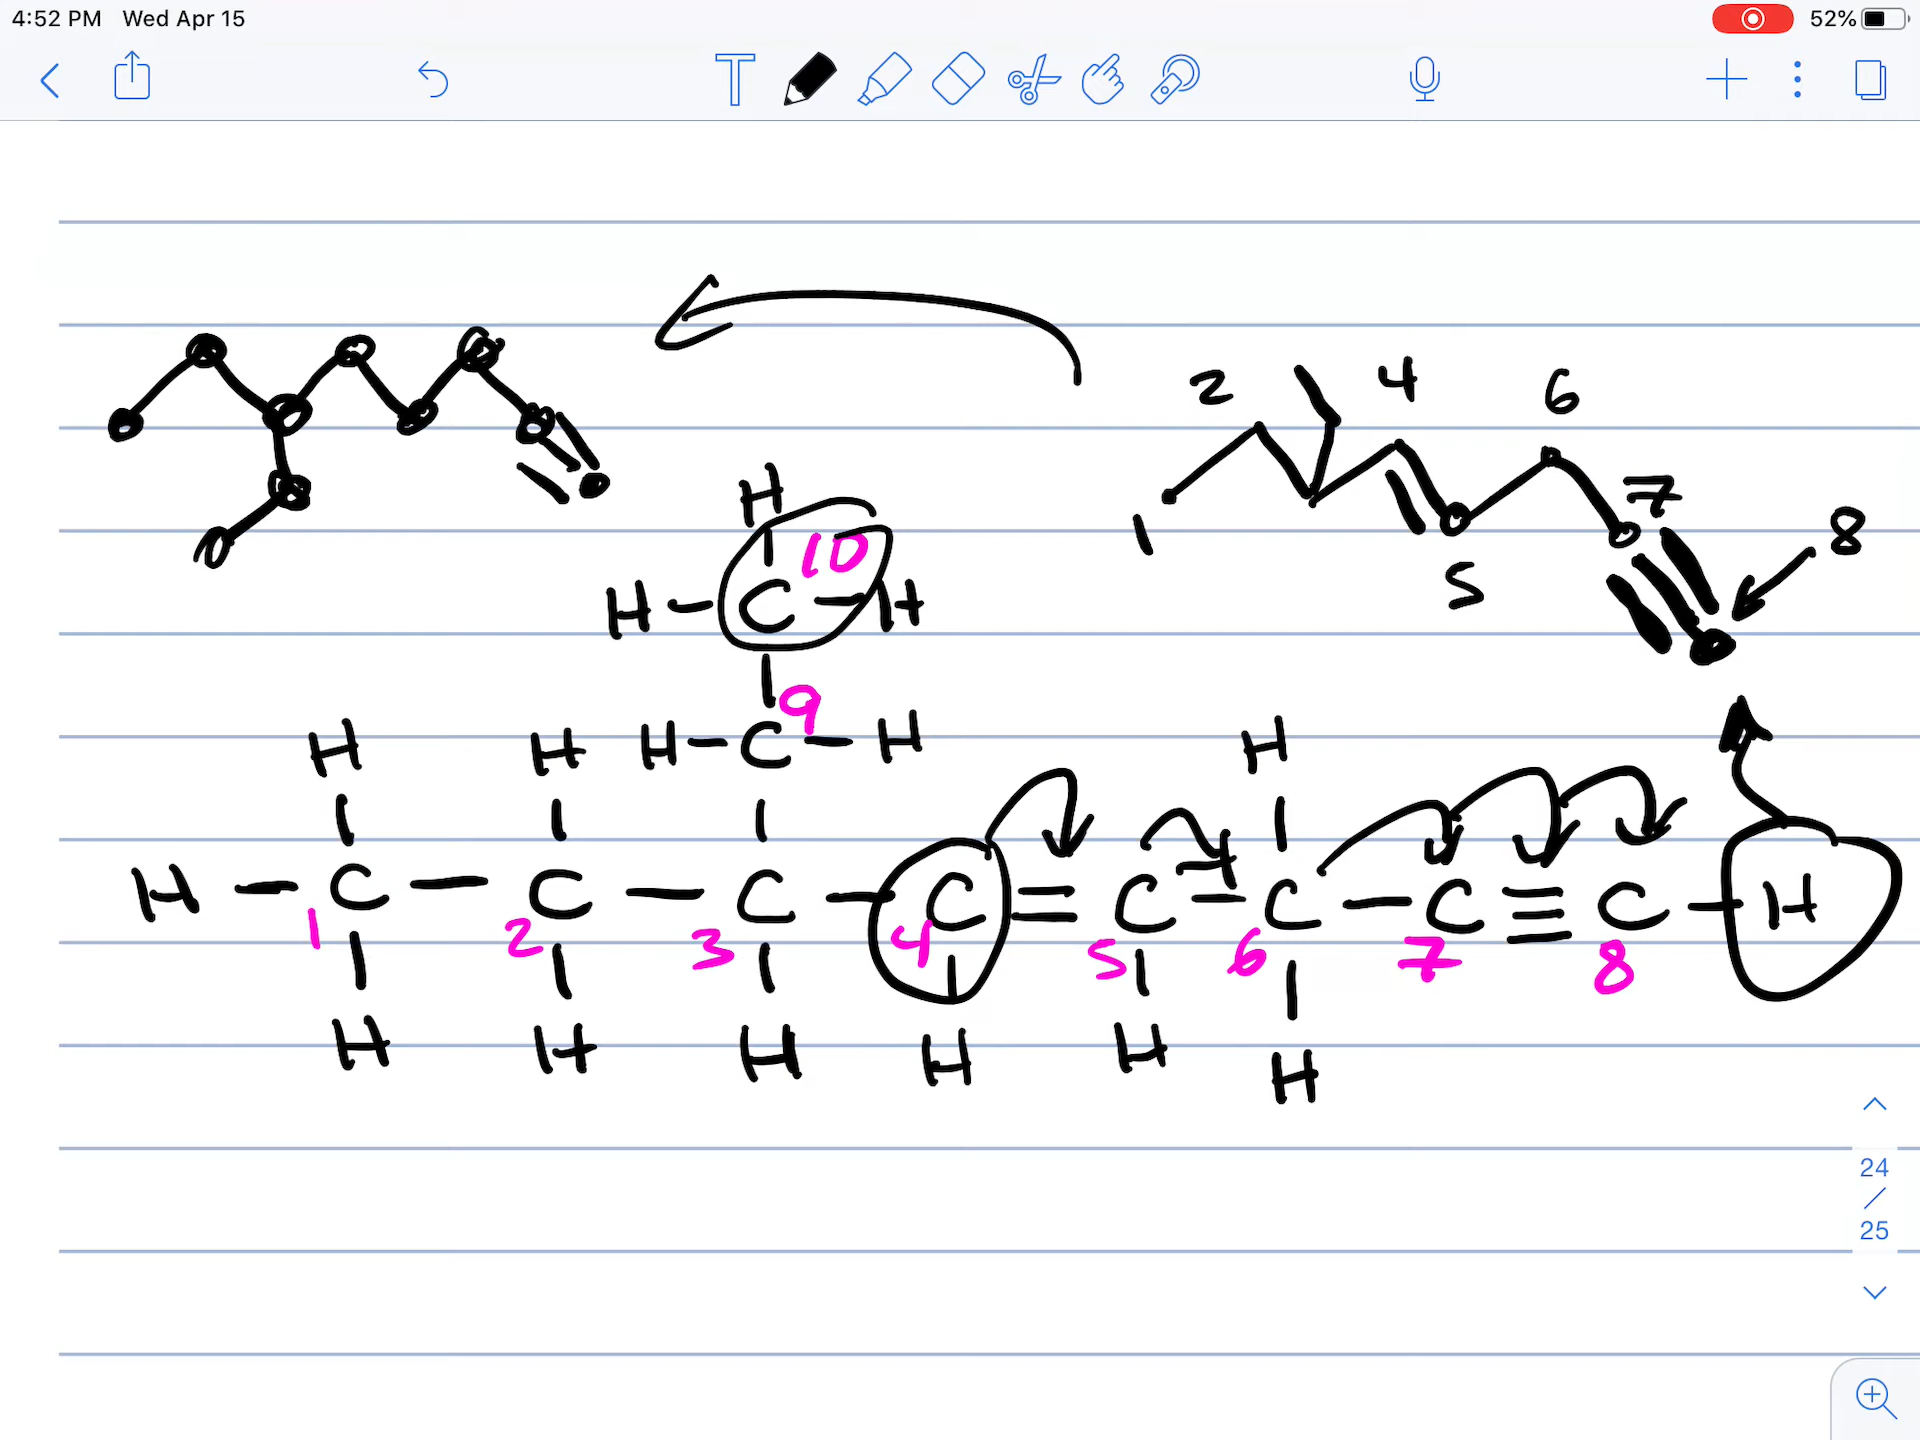 4:52 PM Wed Apr 15
52%
T
2 4 6
1 5 7 8
H
10
H - C - H
9
H - C - H
H H H
H - C - C - C - C = C - C - C ≡ C - H
1 2 3 4 5 6 7 8
H H H H H H
24
/
25